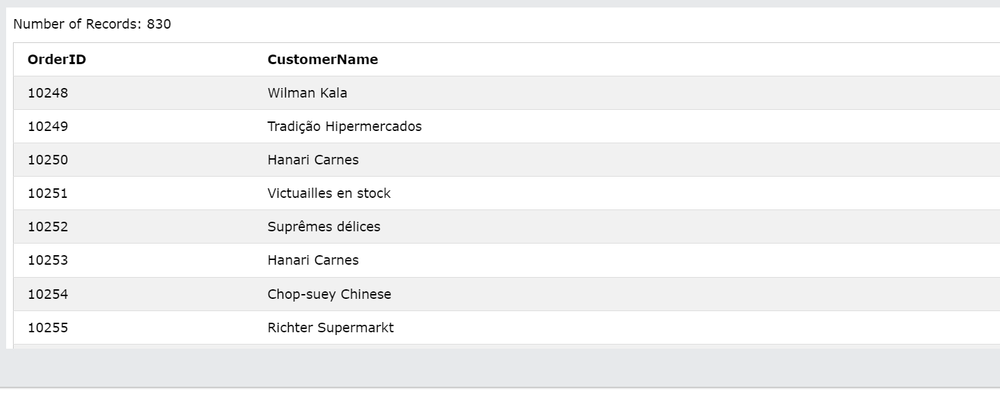 Number of Records: 830
OrderID CustomerName
10248 Wilman Kala
10249 Tradição Hipermercados
10250 Hanari Carnes
10251 Victuailles en stock
10252 Suprêmes délices
10253 Hanari Carnes
10254 Chop-suey Chinese
10255 Richter Supermarkt